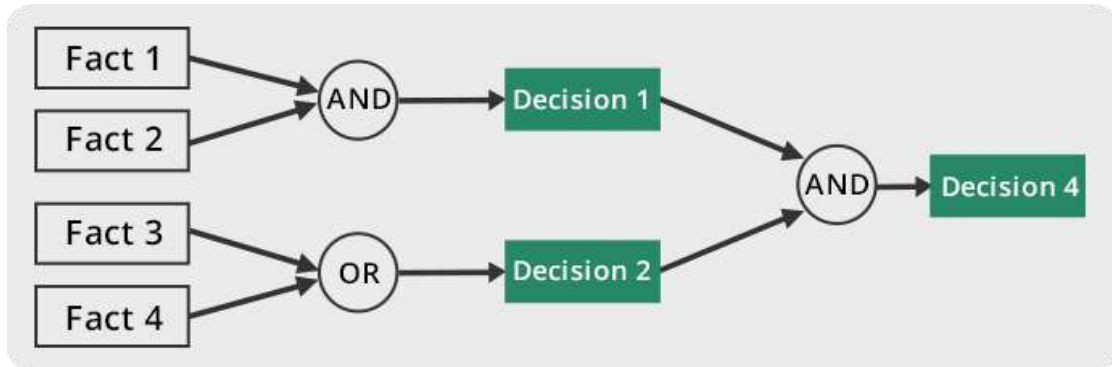 Fact 1
Fact 2
AND
Decision 1
Fact 3
Fact 4
OR
Decision 2
AND
Decision 4